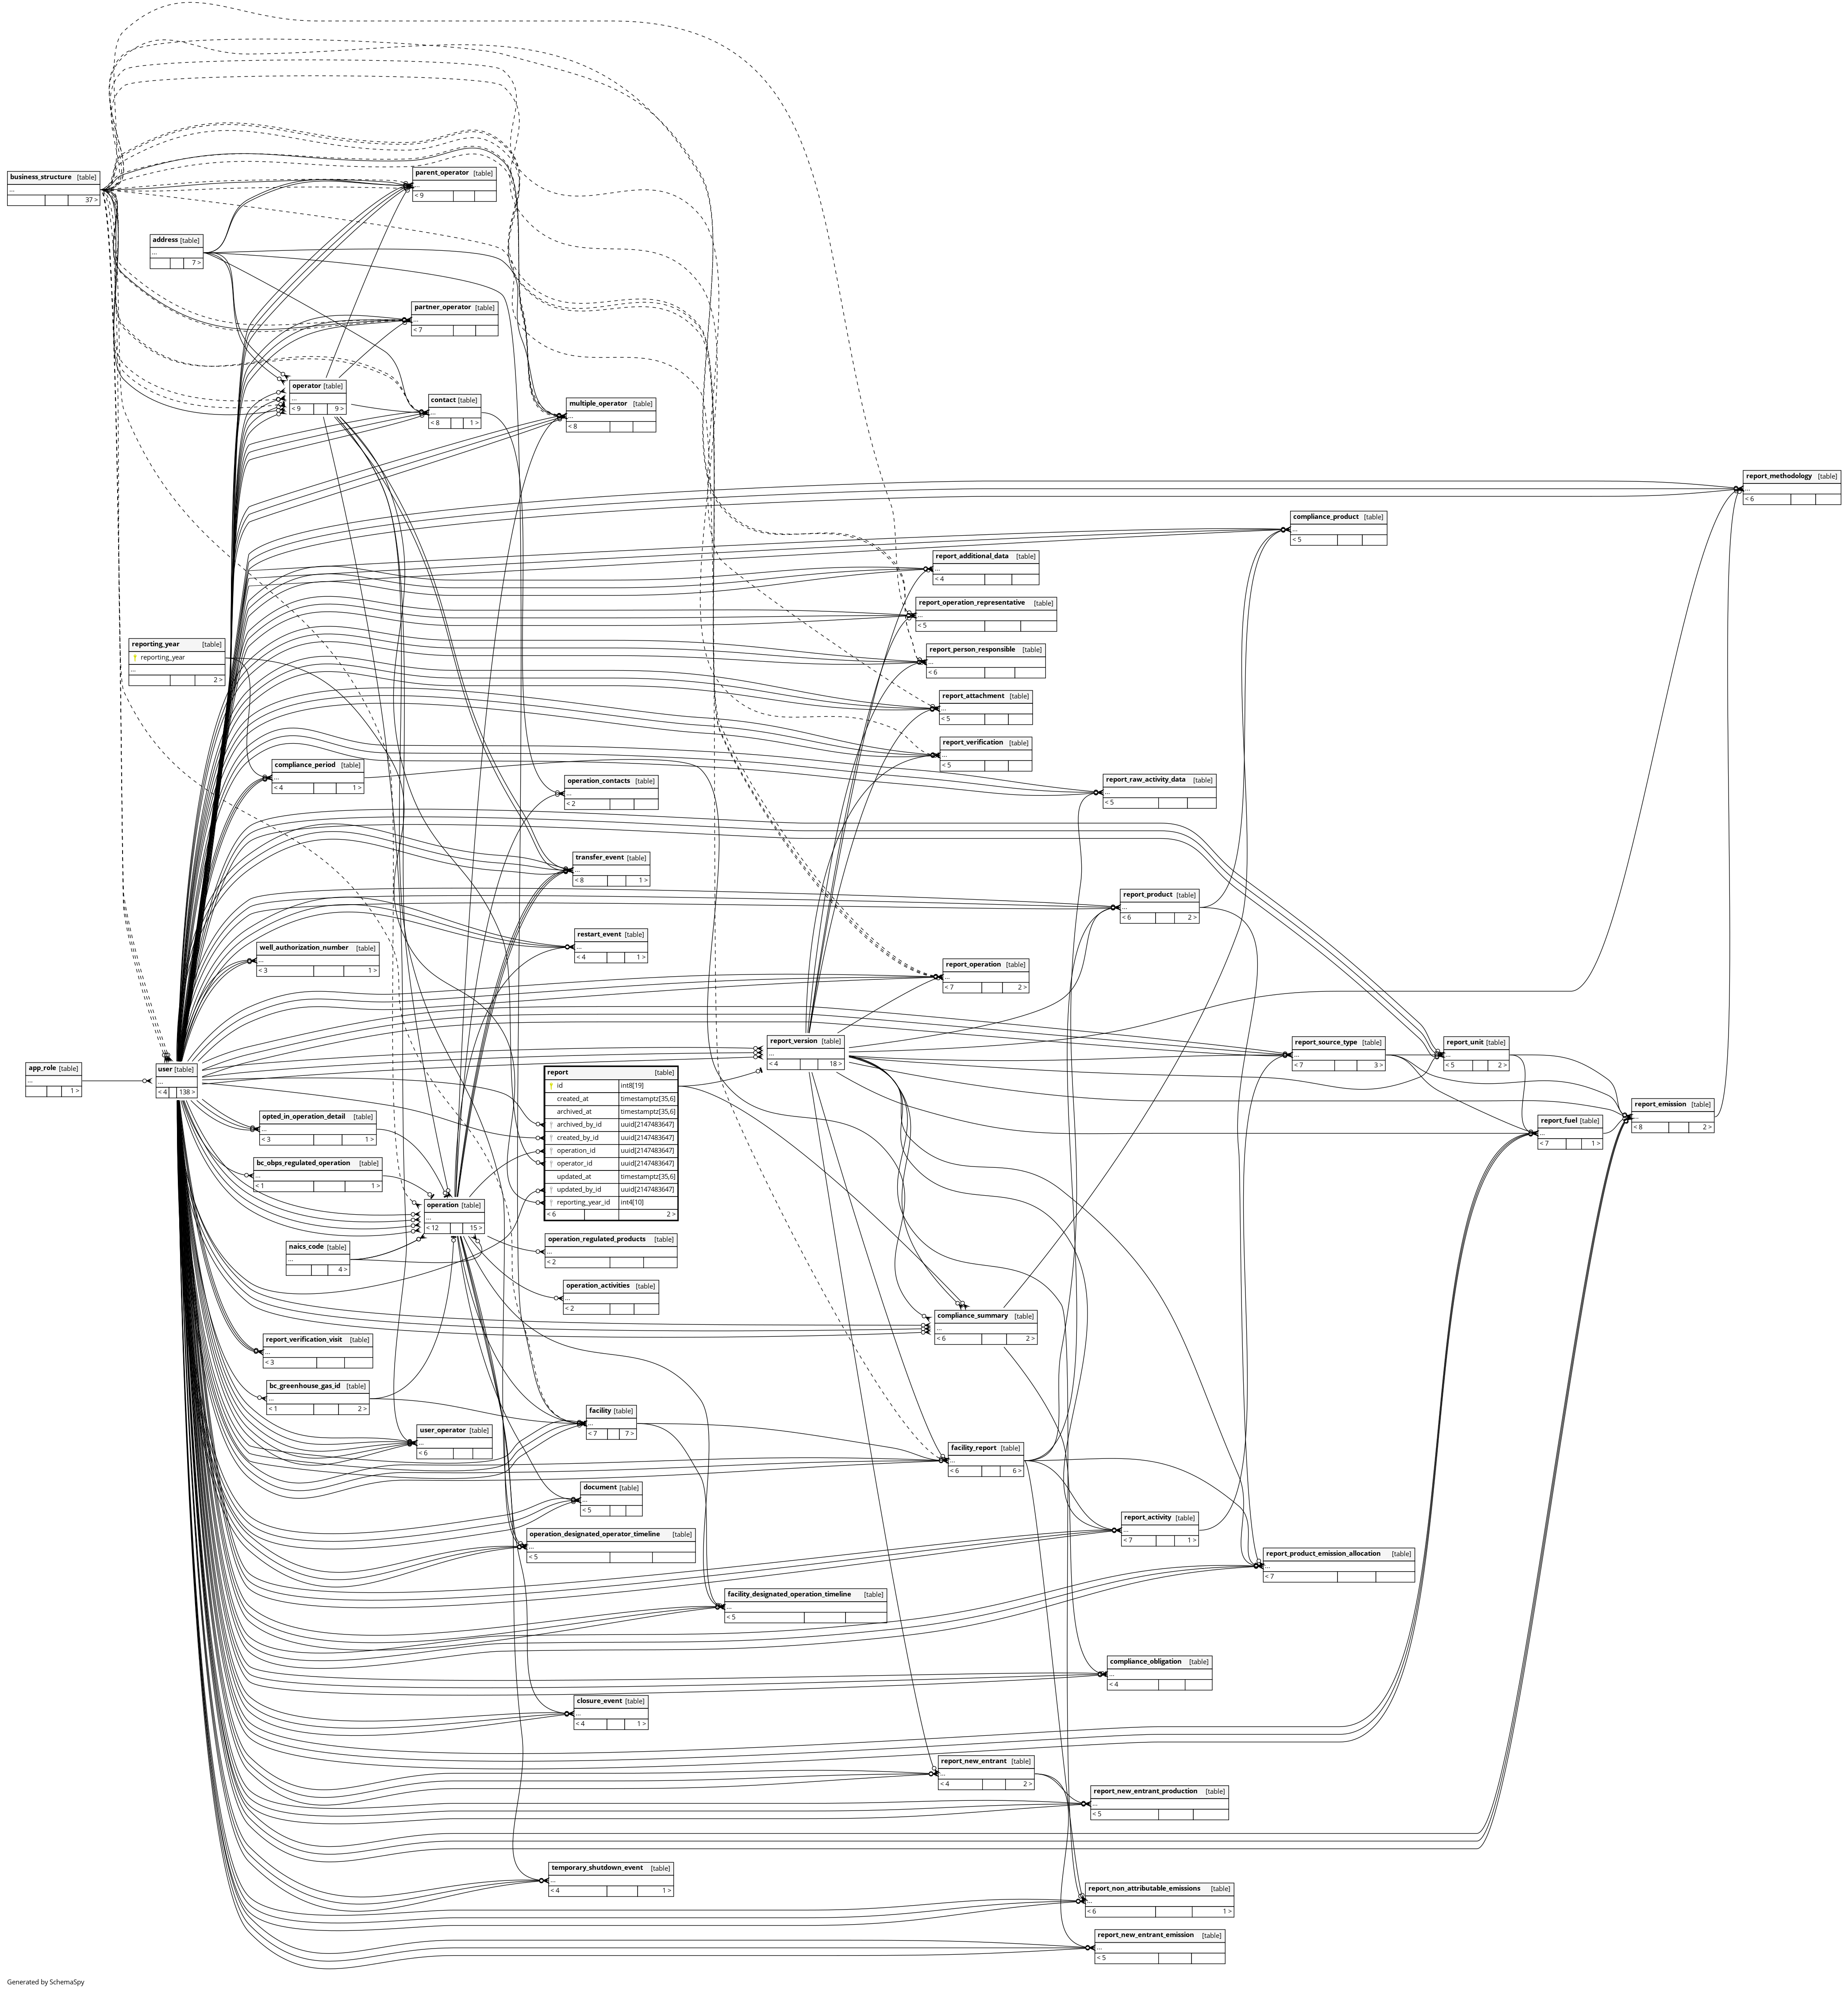 business_structure [table]
...
37 >
parent_operator [table]
...
< 9
address [table]
...
7 >
partner_operator [table]
...
< 7
operator [table]
...
< 9 9 >
contact [table]
...
< 8 1 >
multiple_operator [table]
...
< 8
report_methodology [table]
...
< 6
compliance_product [table]
...
< 5
report_additional_data [table]
...
< 4
report_operation_representative [table]
...
< 5
reporting_year [table]
reporting_year
...
2 >
report_person_responsible [table]
...
< 6
report_attachment [table]
...
< 5
report_verification [table]
...
< 5
compliance_period [table]
...
< 4 1 >
operation_contacts [table]
...
< 2
report_raw_activity_data [table]
...
< 5
transfer_event [table]
...
< 8 1 >
report_product [table]
...
< 6 2 >
restart_event [table]
...
< 4 1 >
well_authorization_number [table]
...
< 3 1 >
report_operation [table]
...
< 7 2 >
report_version [table]
...
< 4 18 >
report_source_type [table]
...
< 7 3 >
report_unit [table]
...
< 5 2 >
app_role [table]
...
1 >
user [table]
...
< 4 138 >
report [table]
id int8[19]
created_at timestamptz[35,6]
archived_at timestamptz[35,6]
archived_by_id uuid[2147483647]
created_by_id uuid[2147483647]
operation_id uuid[2147483647]
operator_id uuid[2147483647]
updated_at timestamptz[35,6]
updated_by_id uuid[2147483647]
reporting_year_id int4[10]
< 6 2 >
report_emission [table]
...
< 8 2 >
report_fuel [table]
...
< 7 1 >
opted_in_operation_detail [table]
...
< 3 1 >
bc_obps_regulated_operation [table]
...
< 1 1 >
operation [table]
...
< 12 15 >
naics_code [table]
...
4 >
operation_regulated_products [table]
...
< 2
operation_activities [table]
...
< 2
compliance_summary [table]
...
< 6 2 >
report_verification_visit [table]
...
< 3
bc_greenhouse_gas_id [table]
...
< 1 2 >
facility [table]
...
< 7 7 >
user_operator [table]
...
< 6
facility_report [table]
...
< 6 6 >
document [table]
...
< 5
report_activity [table]
...
< 7 1 >
operation_designated_operator_timeline [table]
...
< 5
report_product_emission_allocation [table]
...
< 7
facility_designated_operation_timeline [table]
...
< 5
compliance_obligation [table]
...
< 4
closure_event [table]
...
< 4 1 >
report_new_entrant [table]
...
< 4 2 >
report_new_entrant_production [table]
...
< 5
temporary_shutdown_event [table]
...
< 4 1 >
report_non_attributable_emissions [table]
...
< 6 1 >
report_new_entrant_emission [table]
...
< 5
Generated by SchemaSpy